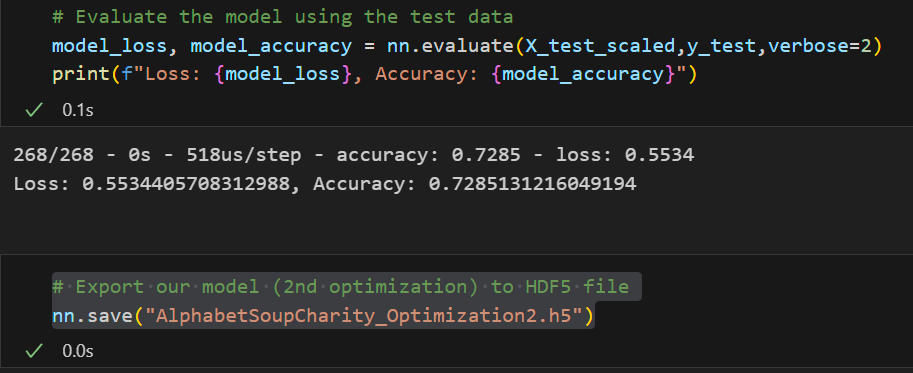 # Evaluate the model using the test data
model_loss, model_accuracy = nn.evaluate(X_test_scaled,y_test,verbose=2)
print(f"Loss: {model_loss}, Accuracy: {model_accuracy}")
0.1s
268/268 - 0s - 518us/step - accuracy: 0.7285 - loss: 0.5534
Loss: 0.5534405708312988, Accuracy: 0.7285131216049194
# Export our model (2nd optimization) to HDF5 file
nn.save("AlphabetSoupCharity_Optimization2.h5")
0.0s